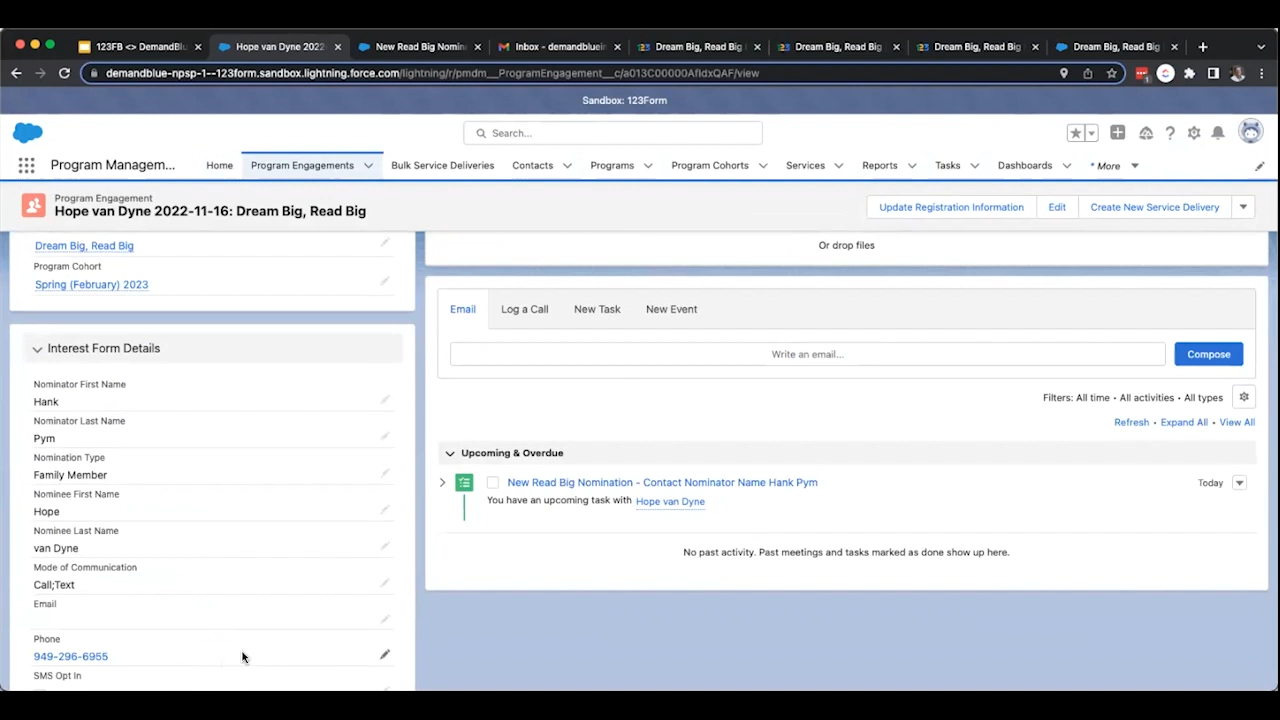 123FB <> DemandBlu
Hope van Dyne 2022
New Read Big Nomin
Inbox - demandbluein
Dream Big, Read Big
Dream Big, Read Big
Dream Big, Read Big
Dream Big, Read Big
demandblue-npsp-1--123form.sandbox.lightning.force.com/lightning/r/pmdm__ProgramEngagement__c/a013C00000AfIdxQAF/view
Sandbox: 123Form
Search...
Program Managem...
Home
Program Engagements
Bulk Service Deliveries
Contacts
Programs
Program Cohorts
Services
Reports
Tasks
Dashboards
* More
Program Engagement
Hope van Dyne 2022-11-16: Dream Big, Read Big
Update Registration Information
Edit
Create New Service Delivery
Dream Big, Read Big
Program Cohort
Spring (February) 2023
Interest Form Details
Nominator First Name
Hank
Nominator Last Name
Pym
Nomination Type
Family Member
Nominee First Name
Hope
Nominee Last Name
van Dyne
Mode of Communication
Call;Text
Email
Phone
949-296-6955
SMS Opt In
Or drop files
Email
Log a Call
New Task
New Event
Write an email...
Compose
Filters: All time • All activities • All types
Refresh • Expand All • View All
Upcoming & Overdue
New Read Big Nomination - Contact Nominator Name Hank Pym
Today
You have an upcoming task with Hope van Dyne
No past activity. Past meetings and tasks marked as done show up here.